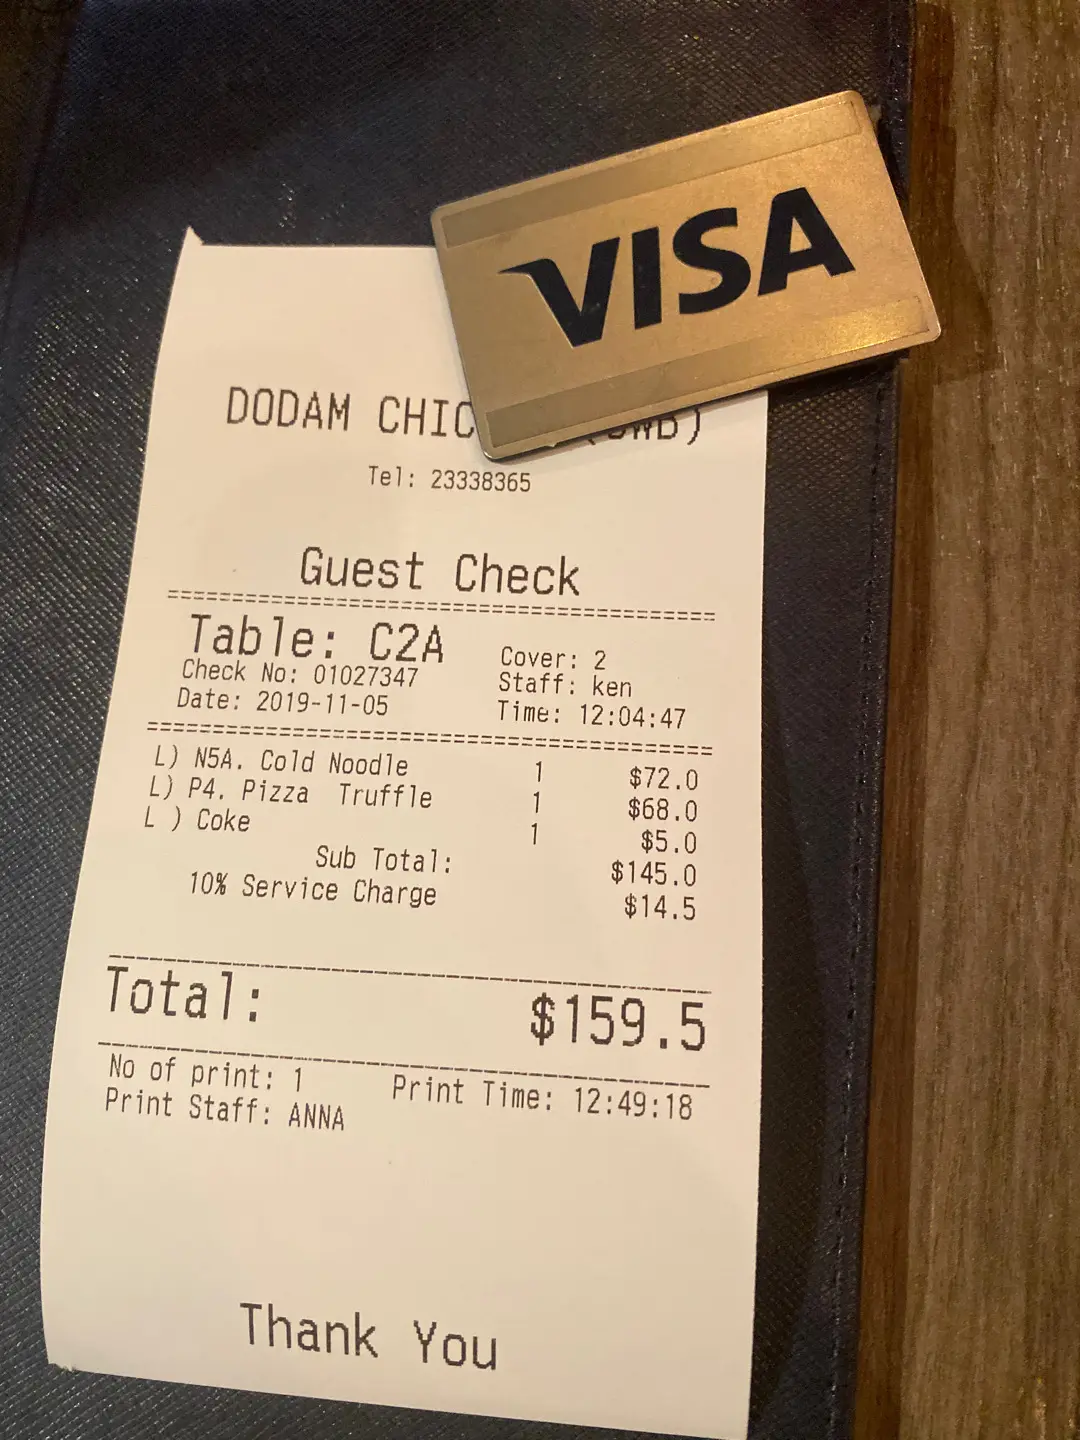 VISA
DODAM CHIC
Tel: 23338365
Guest Check
Table: C2A
Cover: 2
Check No: 01027347
Staff: ken
Date: 2019-11-05
Time: 12:04:47
L) N5A. Cold Noodle 1 $72.0
L) P4. Pizza Truffle 1 $68.0
L ) Coke 1 $5.0
Sub Total: $145.0
10% Service Charge $14.5
Total: $159.5
No of print: 1
Print Time: 12:49:18
Print Staff: ANNA
Thank You